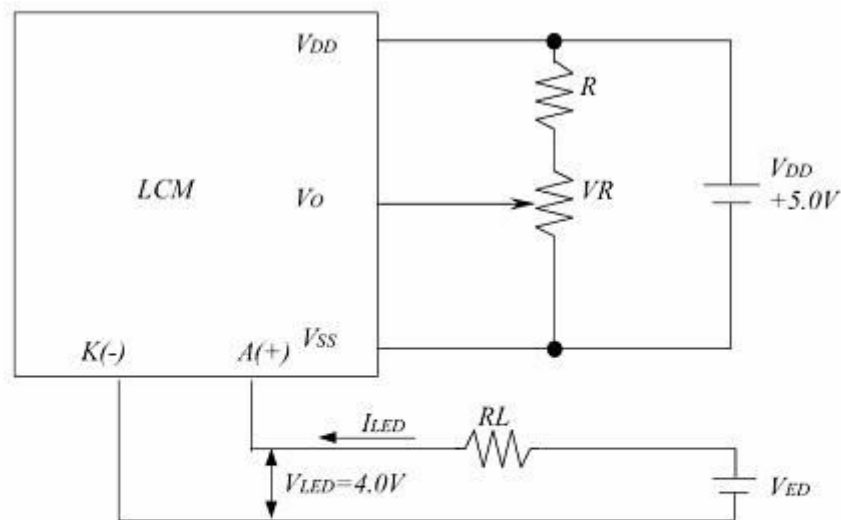 VDD
R
LCM
VO
VR
VDD
+5.0V
VSS
K(-)
A(+)
ILED
RL
VLED=4.0V
VED